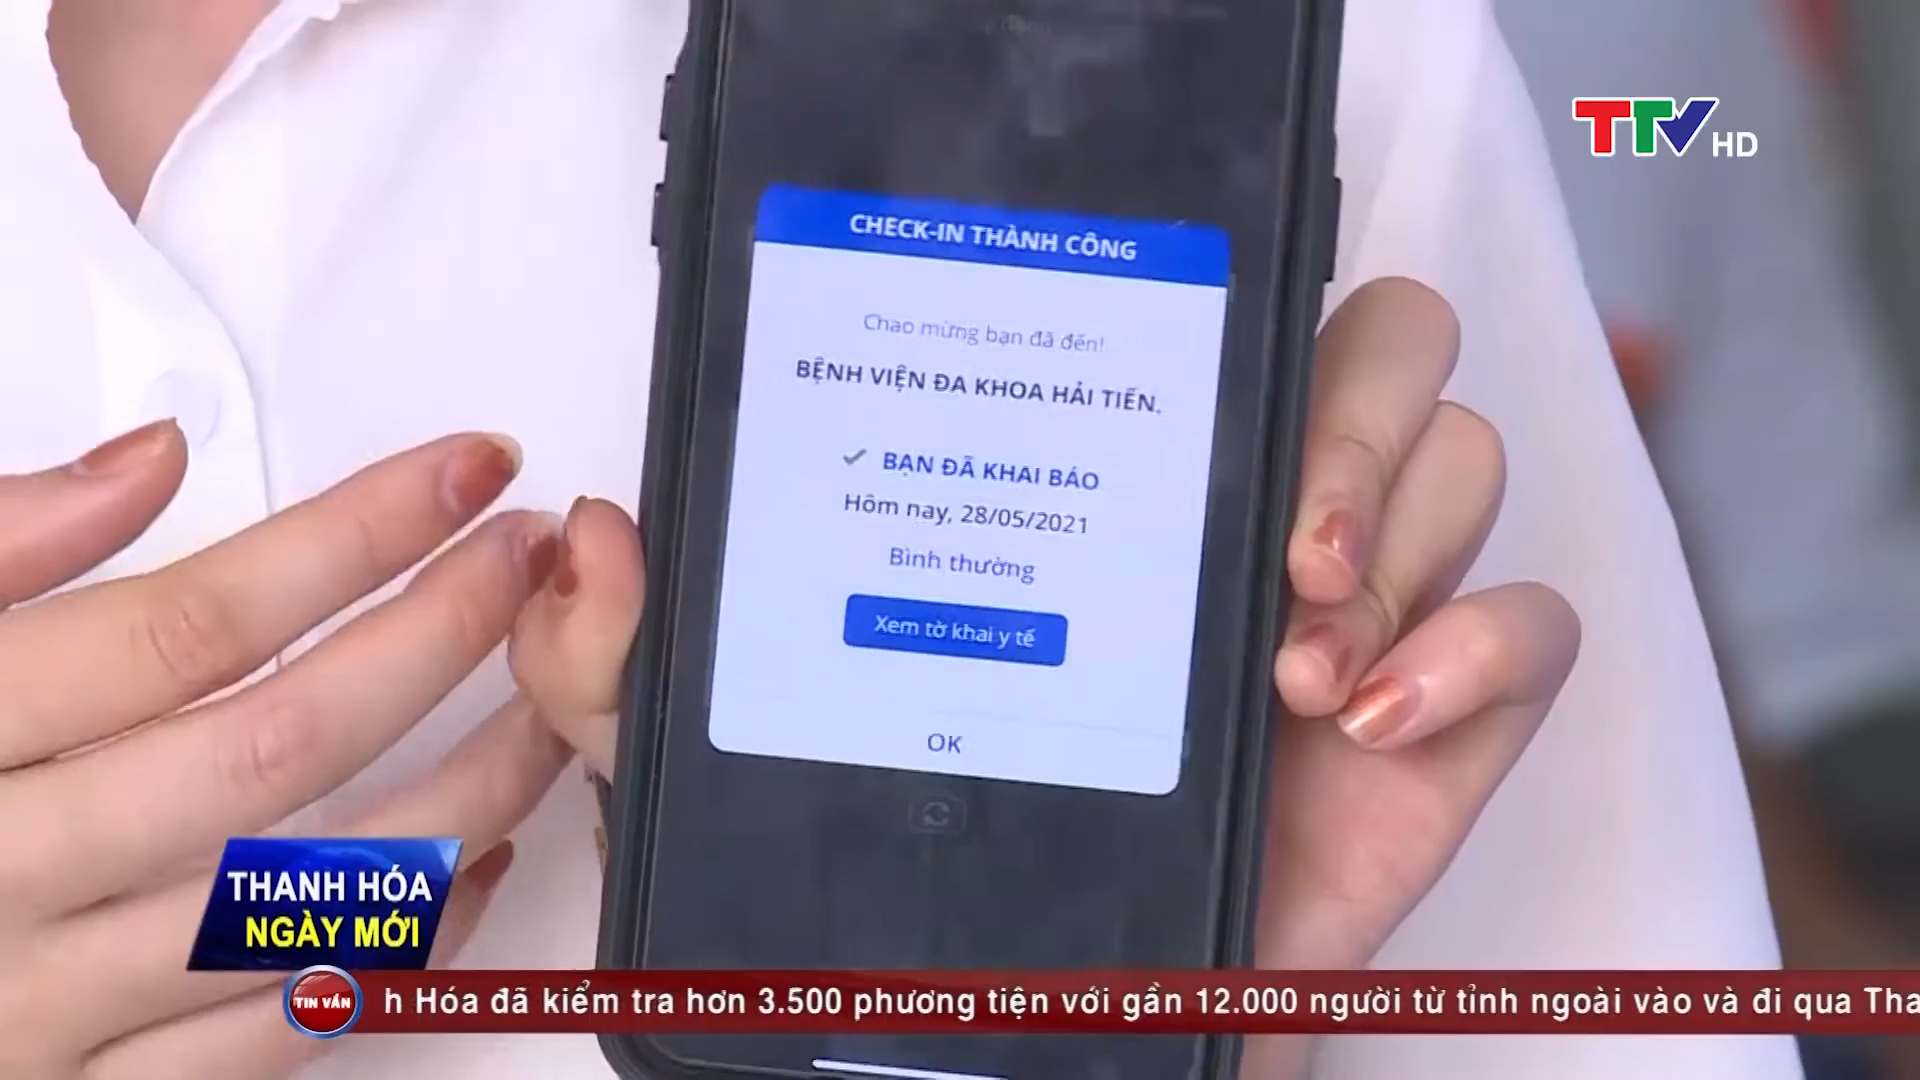 TTV HD
CHECK-IN THÀNH CÔNG
Chao mừng bạn đã đến!
BỆNH VIỆN ĐA KHOA HẢI TIẾN.
BẠN ĐÃ KHAI BÁO
Hôm nay, 28/05/2021
Bình thường
Xem tờ khai y tế
OK
THANH HÓA
NGÀY MỚI
TIN VẮN
h Hóa đã kiểm tra hơn 3.500 phương tiện với gần 12.000 người từ tỉnh ngoài vào và đi qua Tha